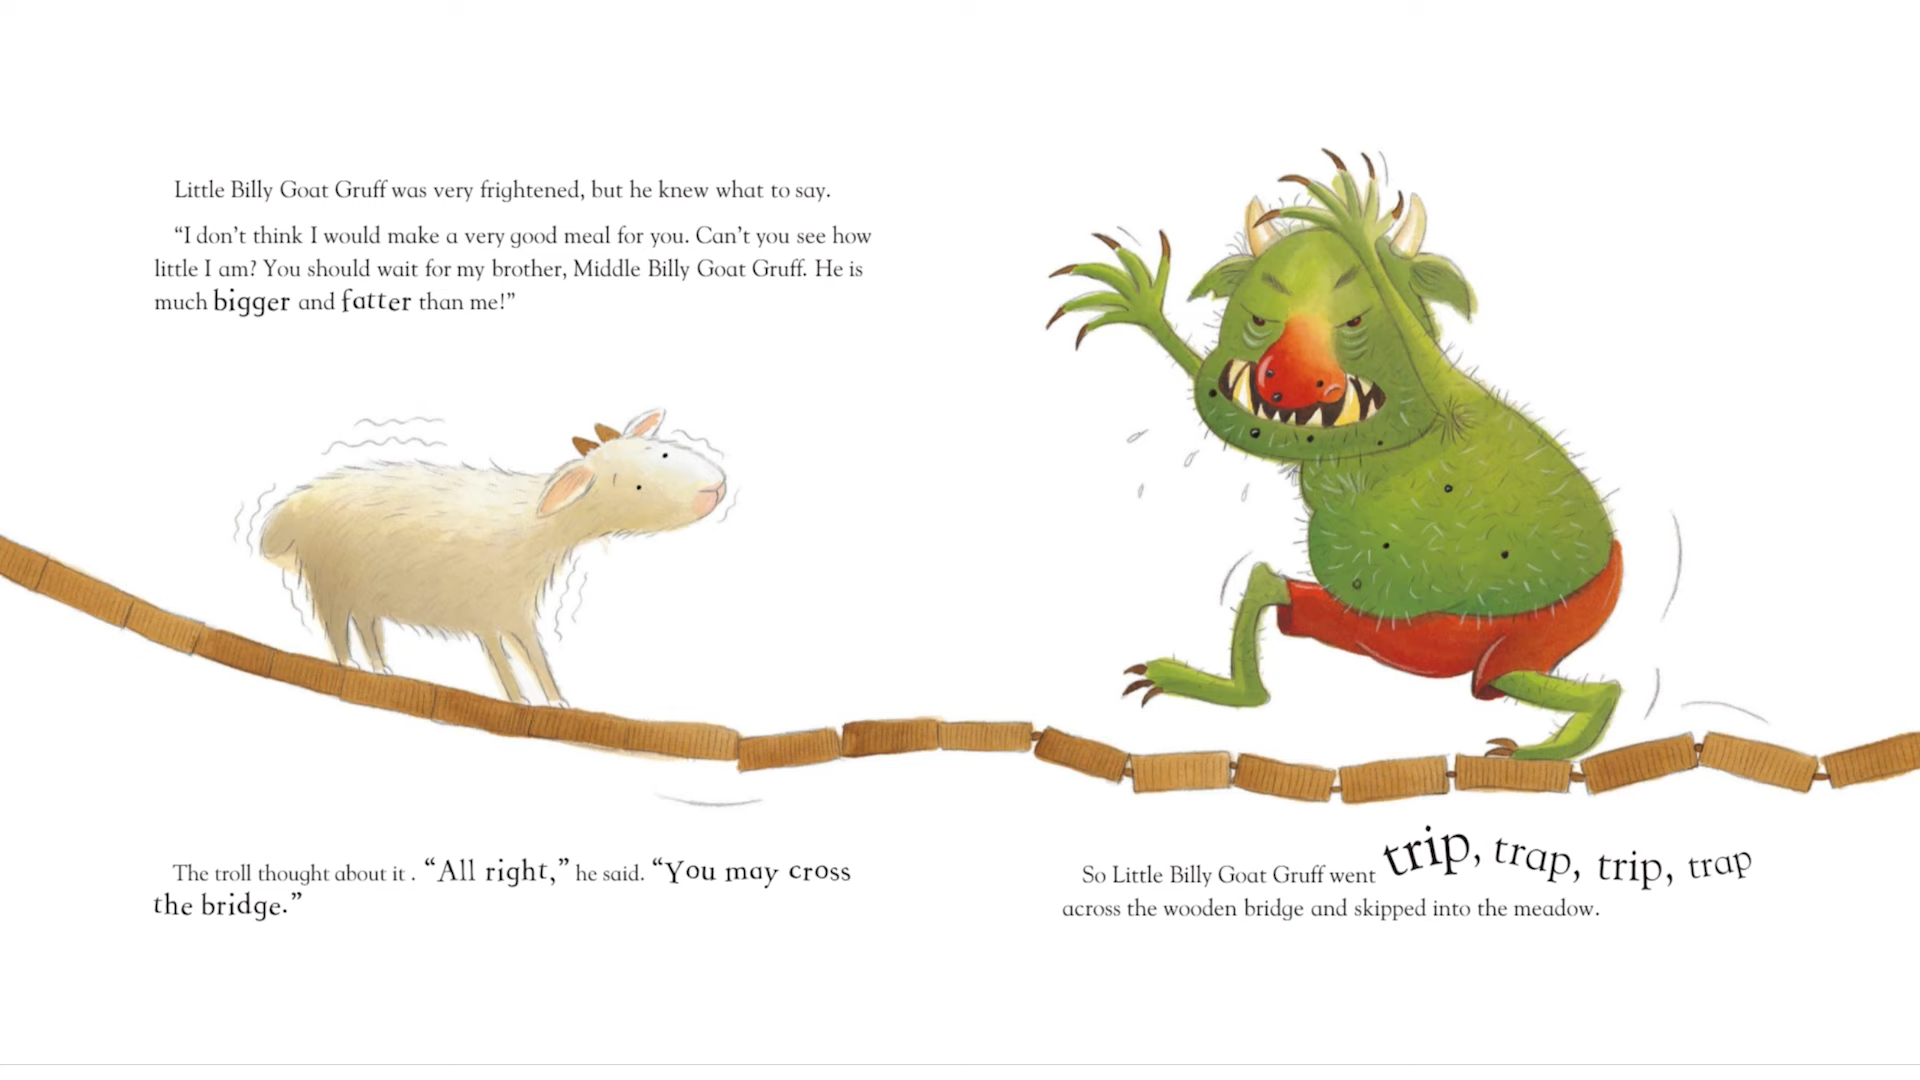 Little Billy Goat Gruff was very frightened, but he knew what to say.
“I don’t think I would make a very good meal for you. Can’t you see how
little I am? You should wait for my brother, Middle Billy Goat Gruff. He is
much bigger and fatter than me!”
The troll thought about it . “All right,” he said. “You may cross
the bridge.”
So Little Billy Goat Gruff went trip, trap, trip, trap
across the wooden bridge and skipped into the meadow.